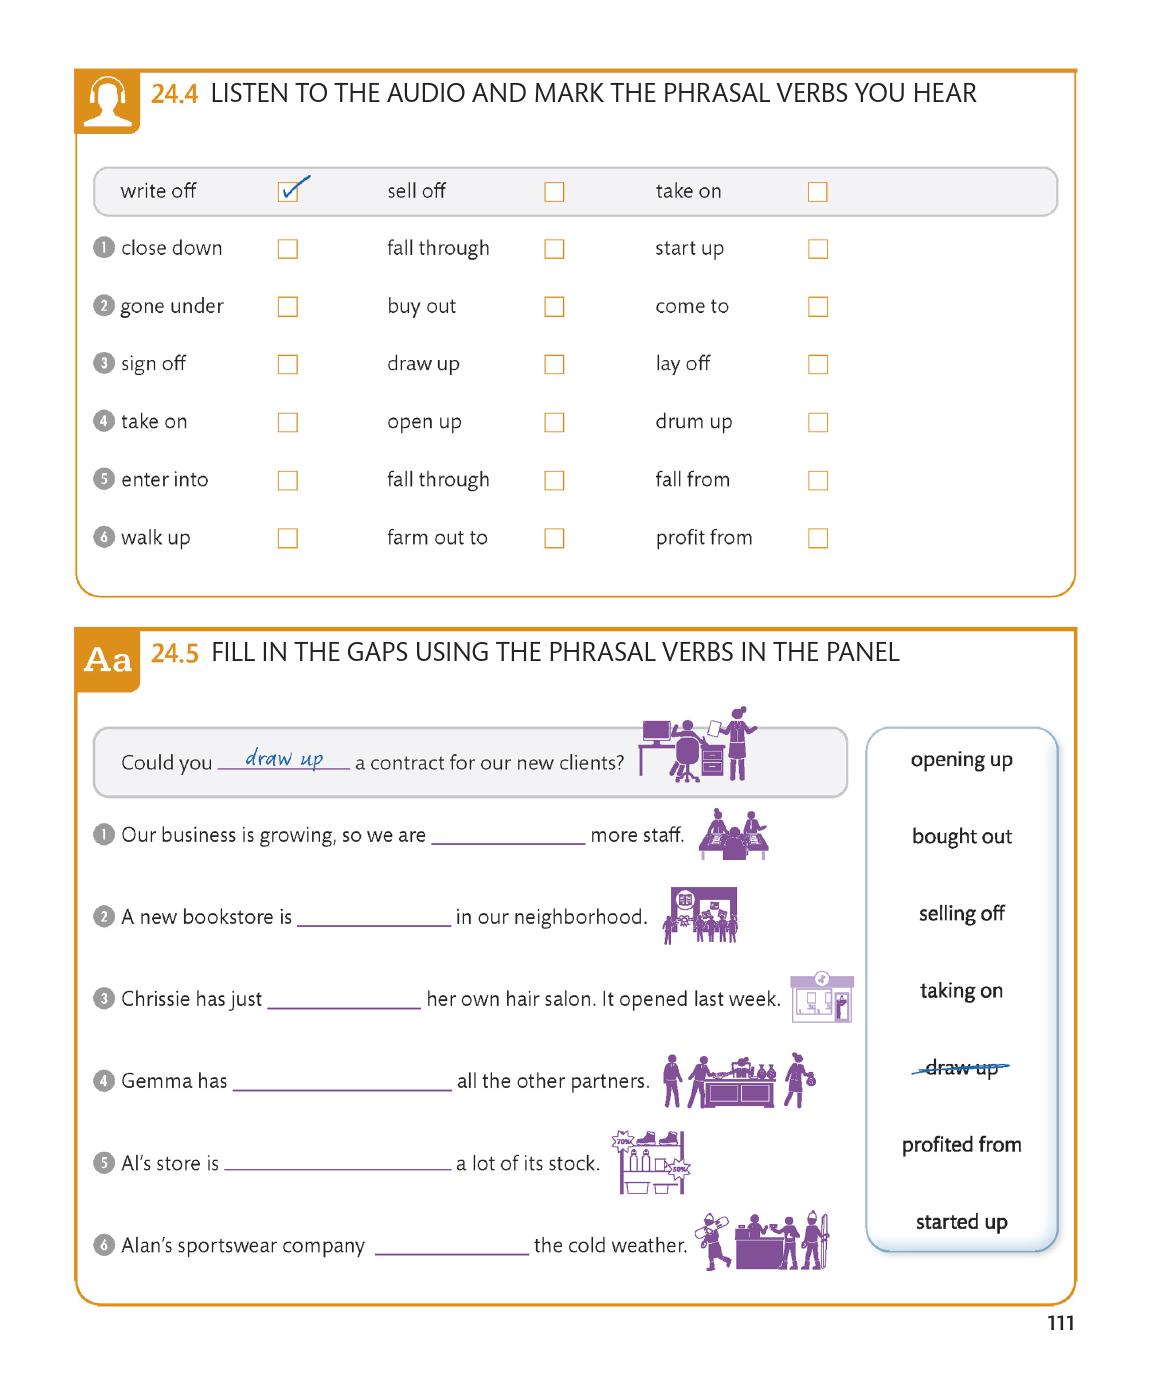 24.4 LISTEN TO THE AUDIO AND MARK THE PHRASAL VERBS YOU HEAR
write off sell off take on
1 close down fall through start up
2 gone under buy out come to
3 sign off draw up lay off
4 take on open up drum up
5 enter into fall through fall from
6 walk up farm out to profit from
Aa 24.5 FILL IN THE GAPS USING THE PHRASAL VERBS IN THE PANEL
Could you draw up a contract for our new clients?
1 Our business is growing, so we are ____ more staff.
2 A new bookstore is ____ in our neighborhood.
3 Chrissie has just ____ her own hair salon. It opened last week.
4 Gemma has ____ all the other partners.
5 Al’s store is ____ a lot of its stock.
70%
50%
6 Alan’s sportswear company ____ the cold weather.
opening up
bought out
selling off
taking on
draw up
profited from
started up
111